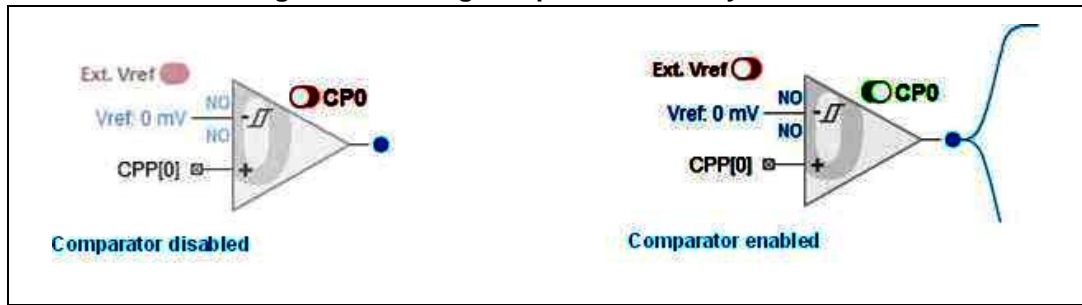 Ext. Vref
CP0
NO
Vref: 0 mV
NO
CPP[0]
+
Comparator disabled
Ext. Vref
CP0
NO
Vref: 0 mV
NO
CPP[0]
+
Comparator enabled